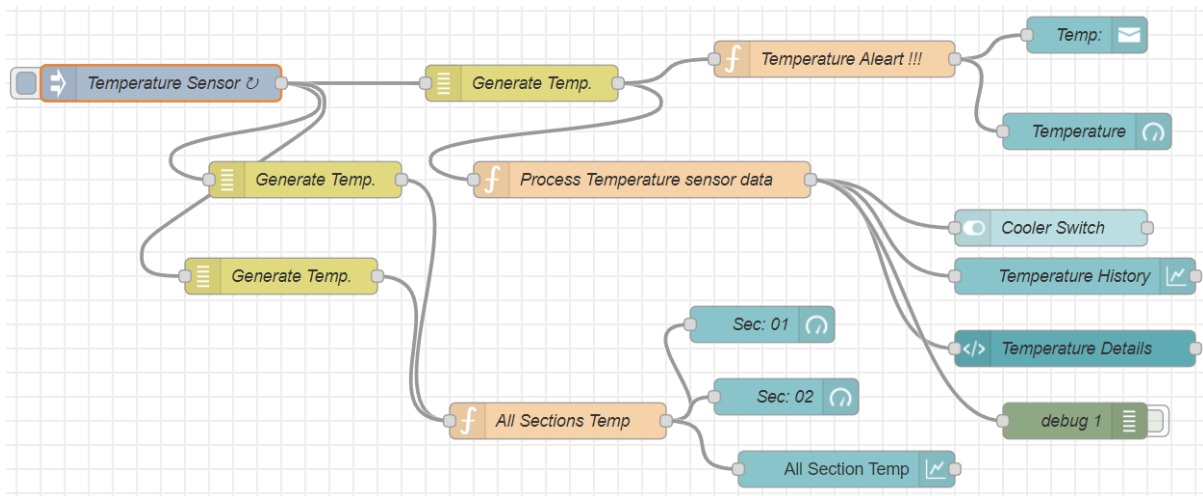 Temp:
Temperature Aleart !!!
Temperature Sensor ↻
Generate Temp.
Temperature
Generate Temp.
Process Temperature sensor data
Cooler Switch
Generate Temp.
Temperature History
Sec: 01
Temperature Details
Sec: 02
All Sections Temp
debug 1
All Section Temp